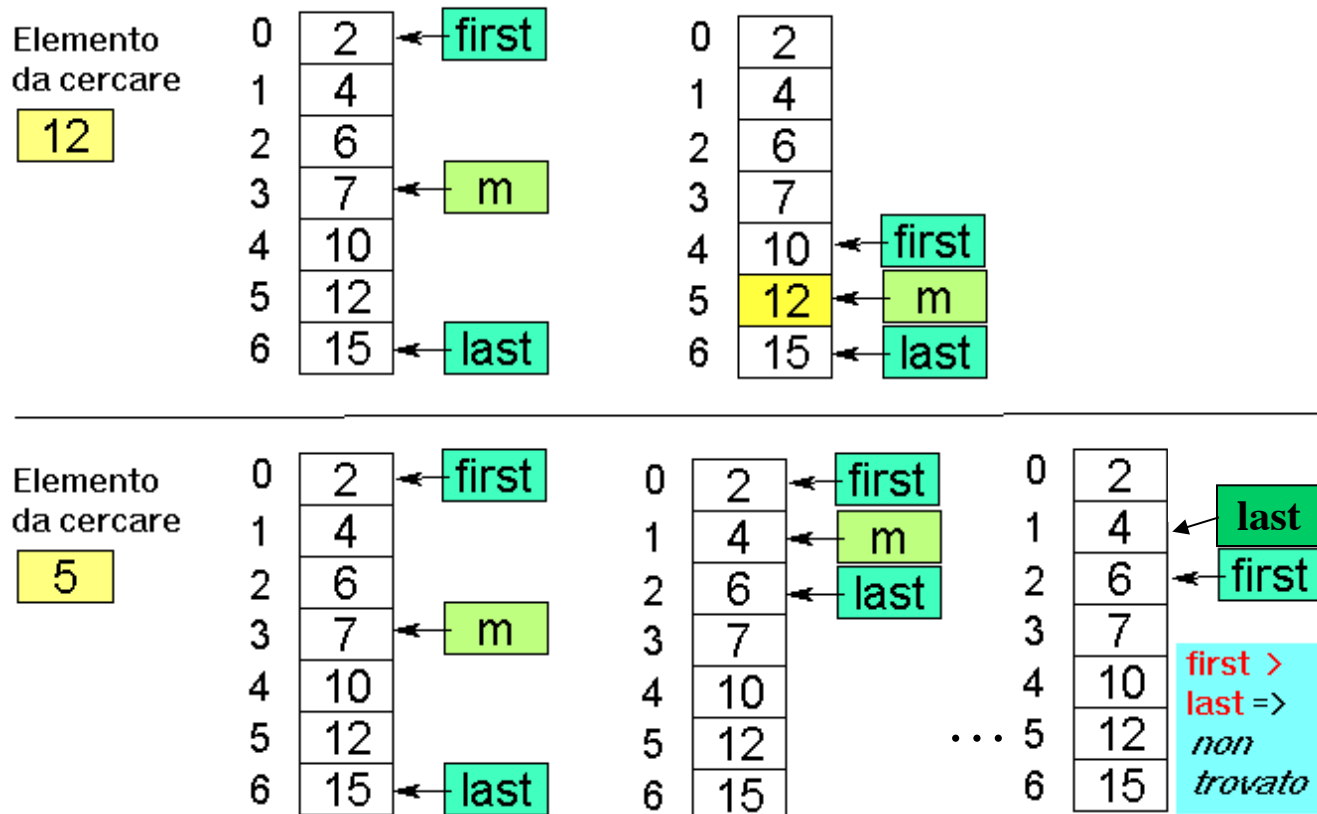 Elemento
da cercare
12
0 2 first
1 4
2 6
3 7 m
4 10
5 12
6 15 last
0 2
1 4
2 6
3 7
4 10 first
5 12 m
6 15 last
Elemento
da cercare
5
0 2 first
1 4
2 6
3 7 m
4 10
5 12
6 15 last
0 2 first
1 4 m
2 6 last
3 7
4 10
5 12
6 15
...
0 2
1 4 last
2 6 first
3 7
4 10
5 12
6 15
first >
last =>
non
trovato